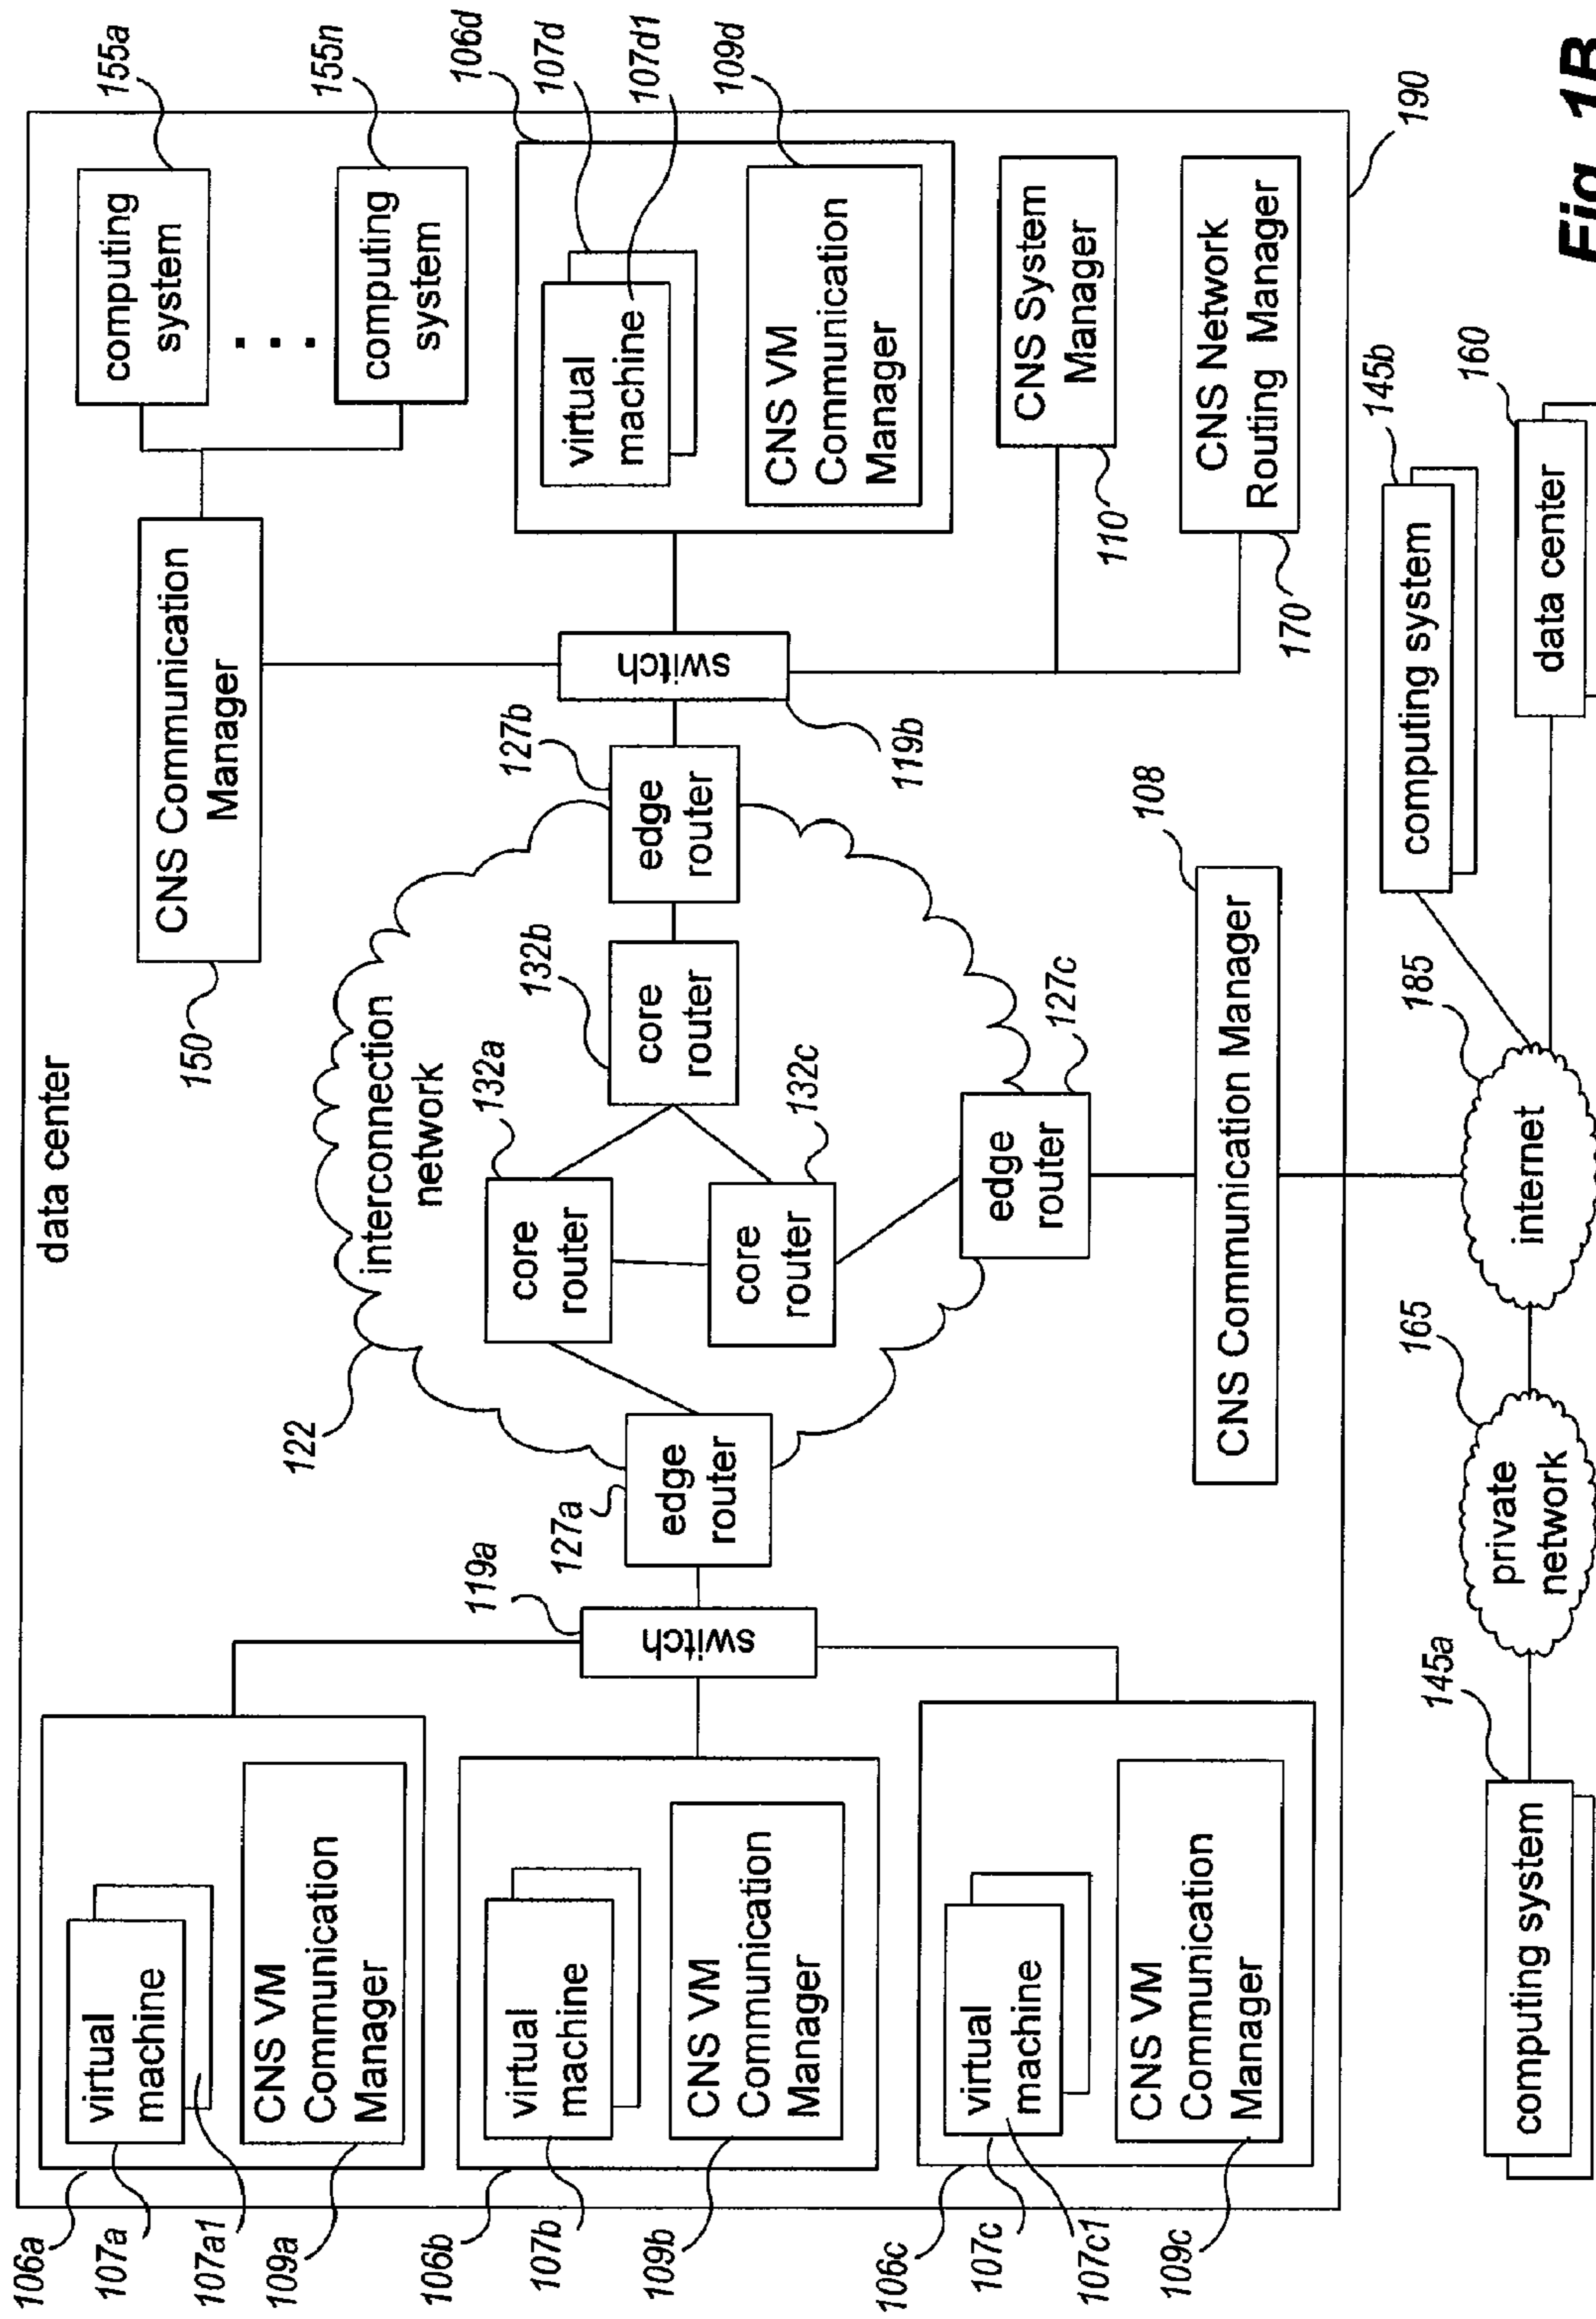 data center
106a
107a
107a1
109a
106b
107b
109b
106c
107c
107c1
109c
virtual
machine
CNS VM
Communication
Manager
virtual
machine
CNS VM
Communication
Manager
virtual
machine
CNS VM
Communication
Manager
119a
switch
127a
edge
router
122
interconnection
network
132a
core
router
132b
core
router
132c
core
router
127b
edge
router
127c
edge
router
108
CNS Communication Manager
119b
switch
150
CNS Communication
Manager
computing
system
155a
computing
system
155n
106d
107d
107d1
109d
virtual
machine
CNS VM
Communication
Manager
110
CNS System
Manager
170
CNS Network
Routing Manager
190
145a
computing system
165
private
network
185
internet
145b
computing system
160
data center
Fig. 1B